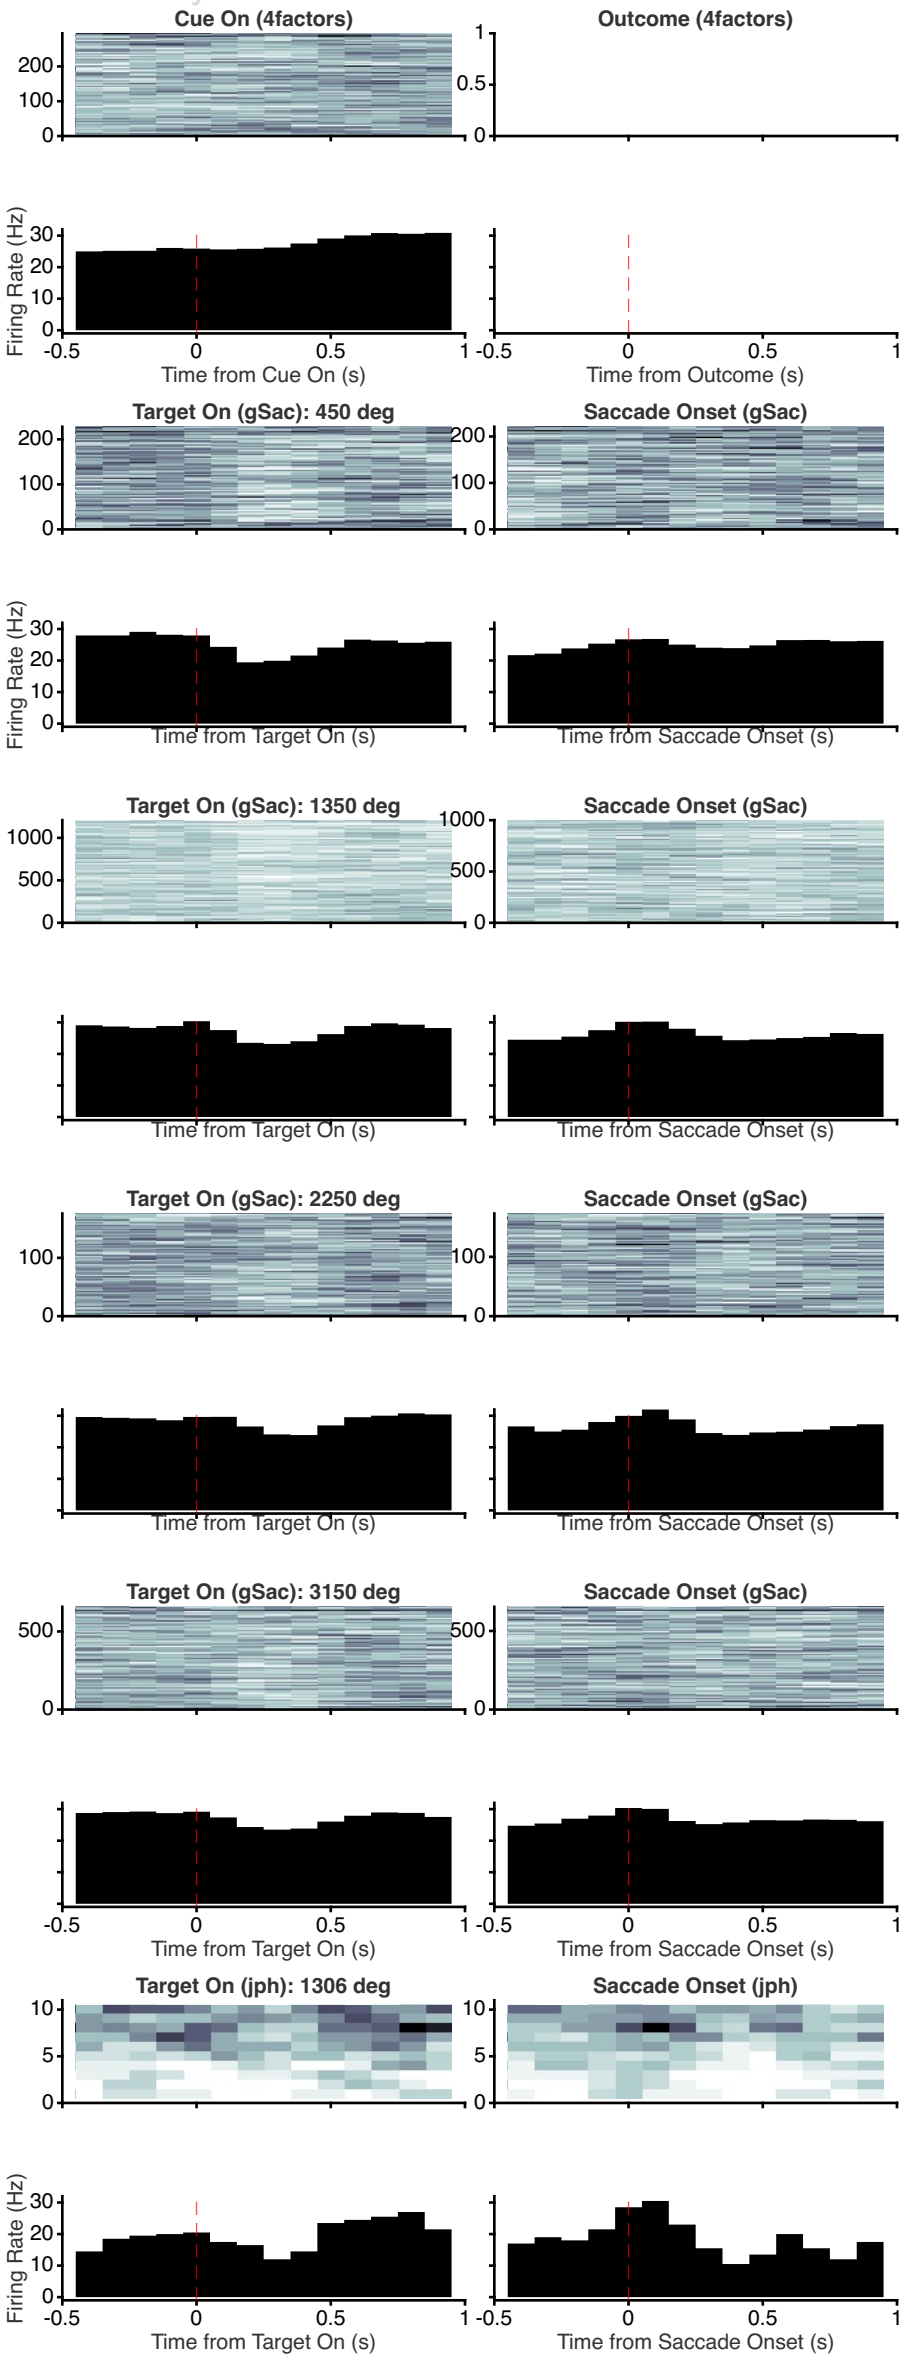 Cue On (4factors) Outcome (4factors)
200
100
0
1
0.5
0
Firing Rate (Hz)
30
20
10
0
-0.5 0 0.5 1 -0.5 0 0.5 1
Time from Cue On (s) Time from Outcome (s)
Target On (gSac): 450 deg Saccade Onset (gSac)
200
100
0
200
100
0
Firing Rate (Hz)
30
20
10
0
Time from Target On (s) Time from Saccade Onset (s)
Target On (gSac): 1350 deg Saccade Onset (gSac)
1000
500
0
1000
500
0
Time from Target On (s) Time from Saccade Onset (s)
Target On (gSac): 2250 deg Saccade Onset (gSac)
100
0
100
0
Time from Target On (s) Time from Saccade Onset (s)
Target On (gSac): 3150 deg Saccade Onset (gSac)
500
0
500
0
-0.5 0 0.5 1 -0.5 0 0.5 1
Time from Target On (s) Time from Saccade Onset (s)
Target On (jph): 1306 deg Saccade Onset (jph)
10
5
0
10
5
0
Firing Rate (Hz)
30
20
10
0
-0.5 0 0.5 1 -0.5 0 0.5 1
Time from Target On (s) Time from Saccade Onset (s)